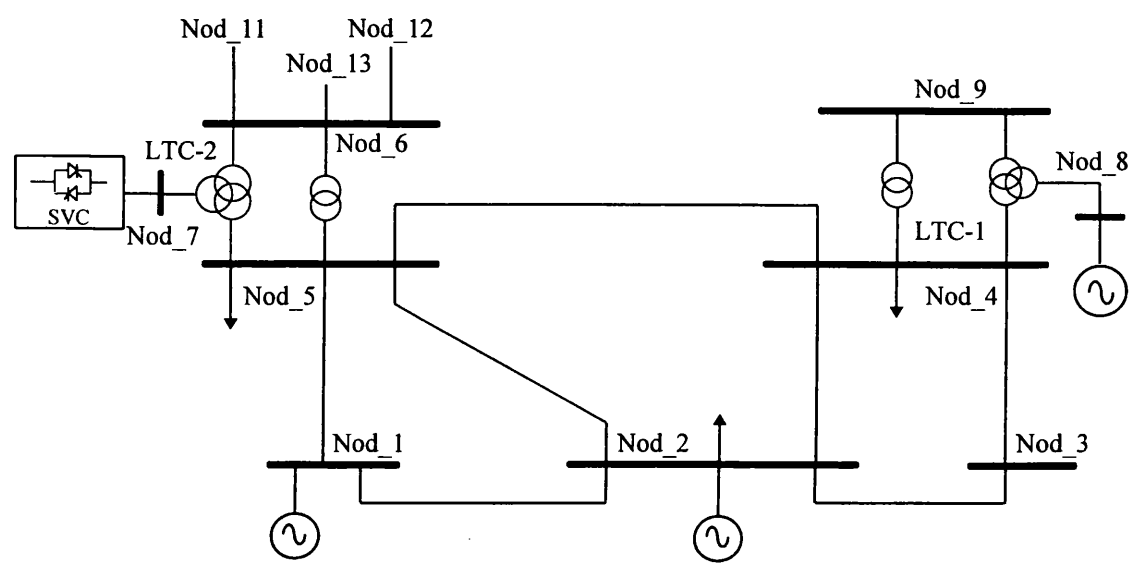 Nod_11
Nod_12
Nod_13
Nod_9
Nod_6
LTC-2
Nod_8
SVC
Nod_7
LTC-1
Nod_5
Nod_4
Nod_1
Nod_2
Nod_3